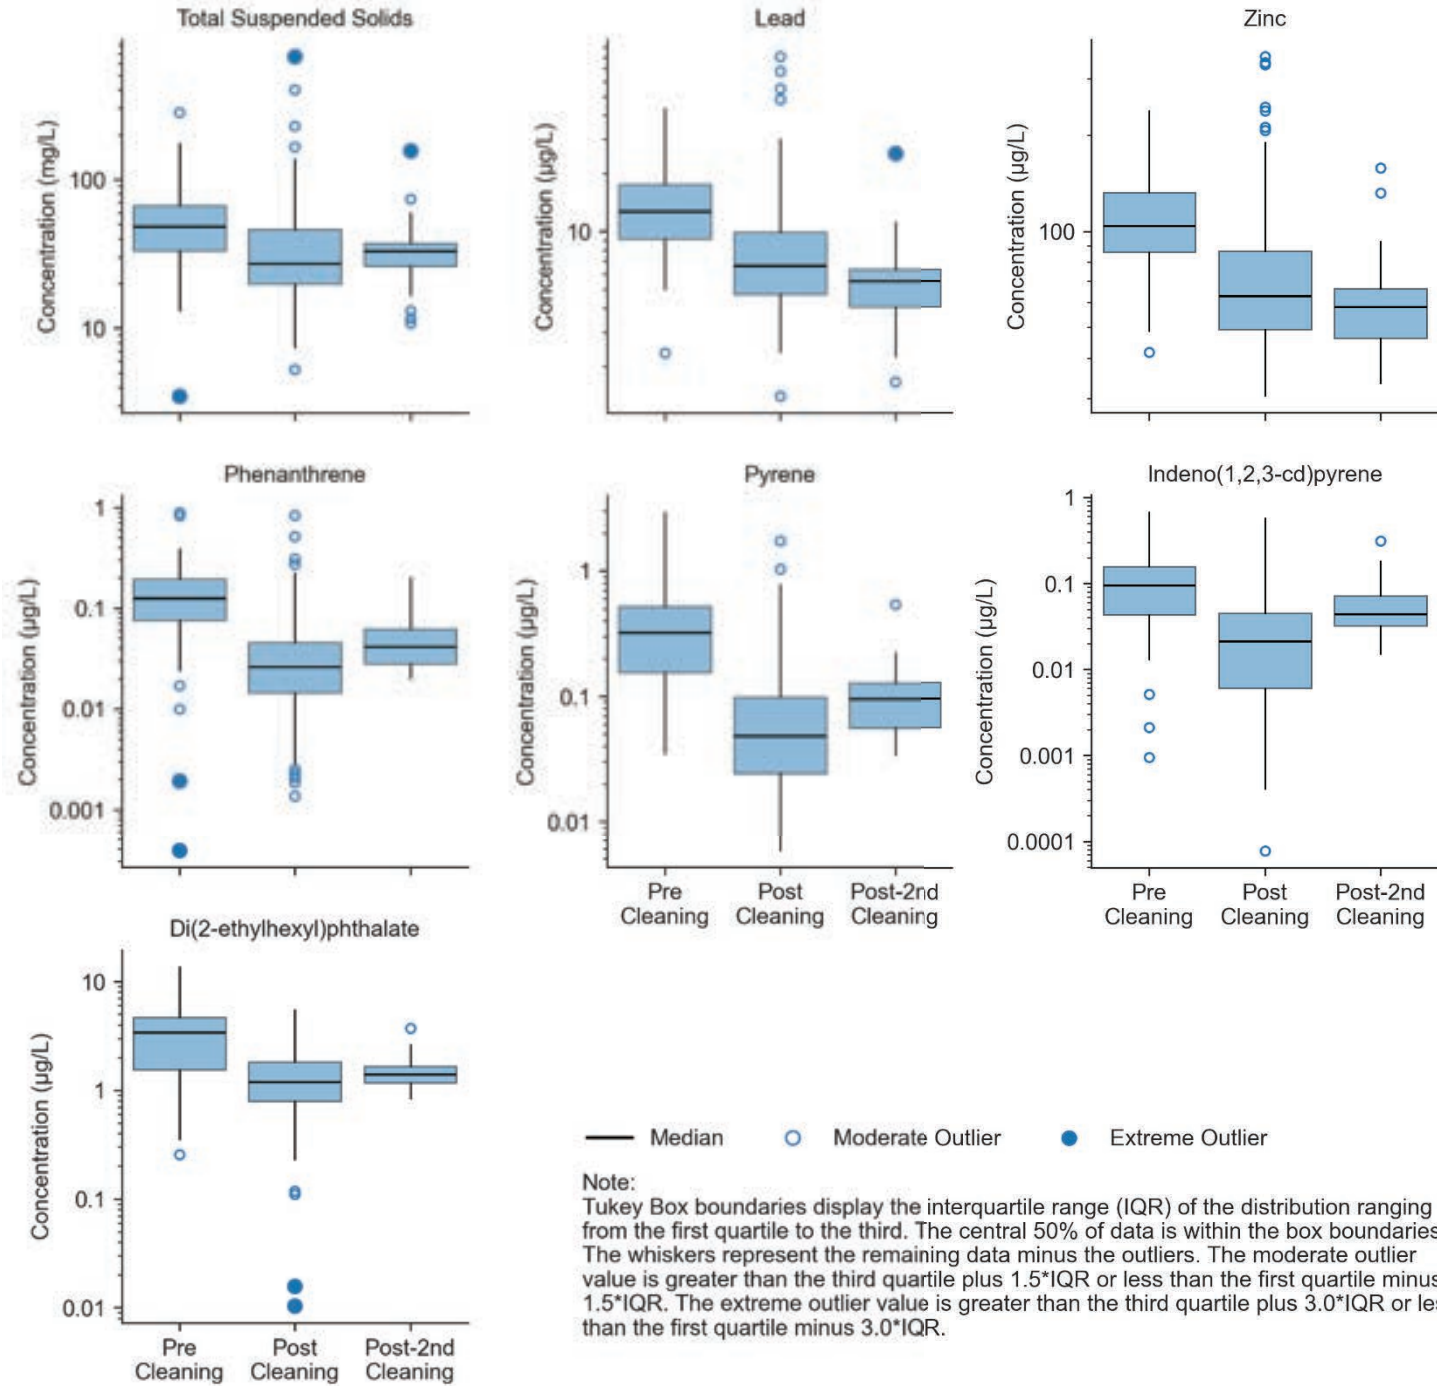 Total Suspended Solids
Concentration (mg/L)
100
10
Lead
Concentration (µg/L)
10
Zinc
Concentration (µg/L)
100
Phenanthrene
Concentration (µg/L)
1
0.1
0.01
0.001
Pyrene
Concentration (µg/L)
1
0.1
0.01
Pre
Cleaning
Post
Cleaning
Post-2nd
Cleaning
Indeno(1,2,3-cd)pyrene
Concentration (µg/L)
1
0.1
0.01
0.001
0.0001
Pre
Cleaning
Post
Cleaning
Post-2nd
Cleaning
Di(2-ethylhexyl)phthalate
Concentration (µg/L)
10
1
0.1
0.01
Pre
Cleaning
Post
Cleaning
Post-2nd
Cleaning
Median
Moderate Outlier
Extreme Outlier
Note:
Tukey Box boundaries display the interquartile range (IQR) of the distribution ranging
from the first quartile to the third. The central 50% of data is within the box boundaries
The whiskers represent the remaining data minus the outliers. The moderate outlier
value is greater than the third quartile plus 1.5*IQR or less than the first quartile minus
1.5*IQR. The extreme outlier value is greater than the third quartile plus 3.0*IQR or les
than the first quartile minus 3.0*IQR.